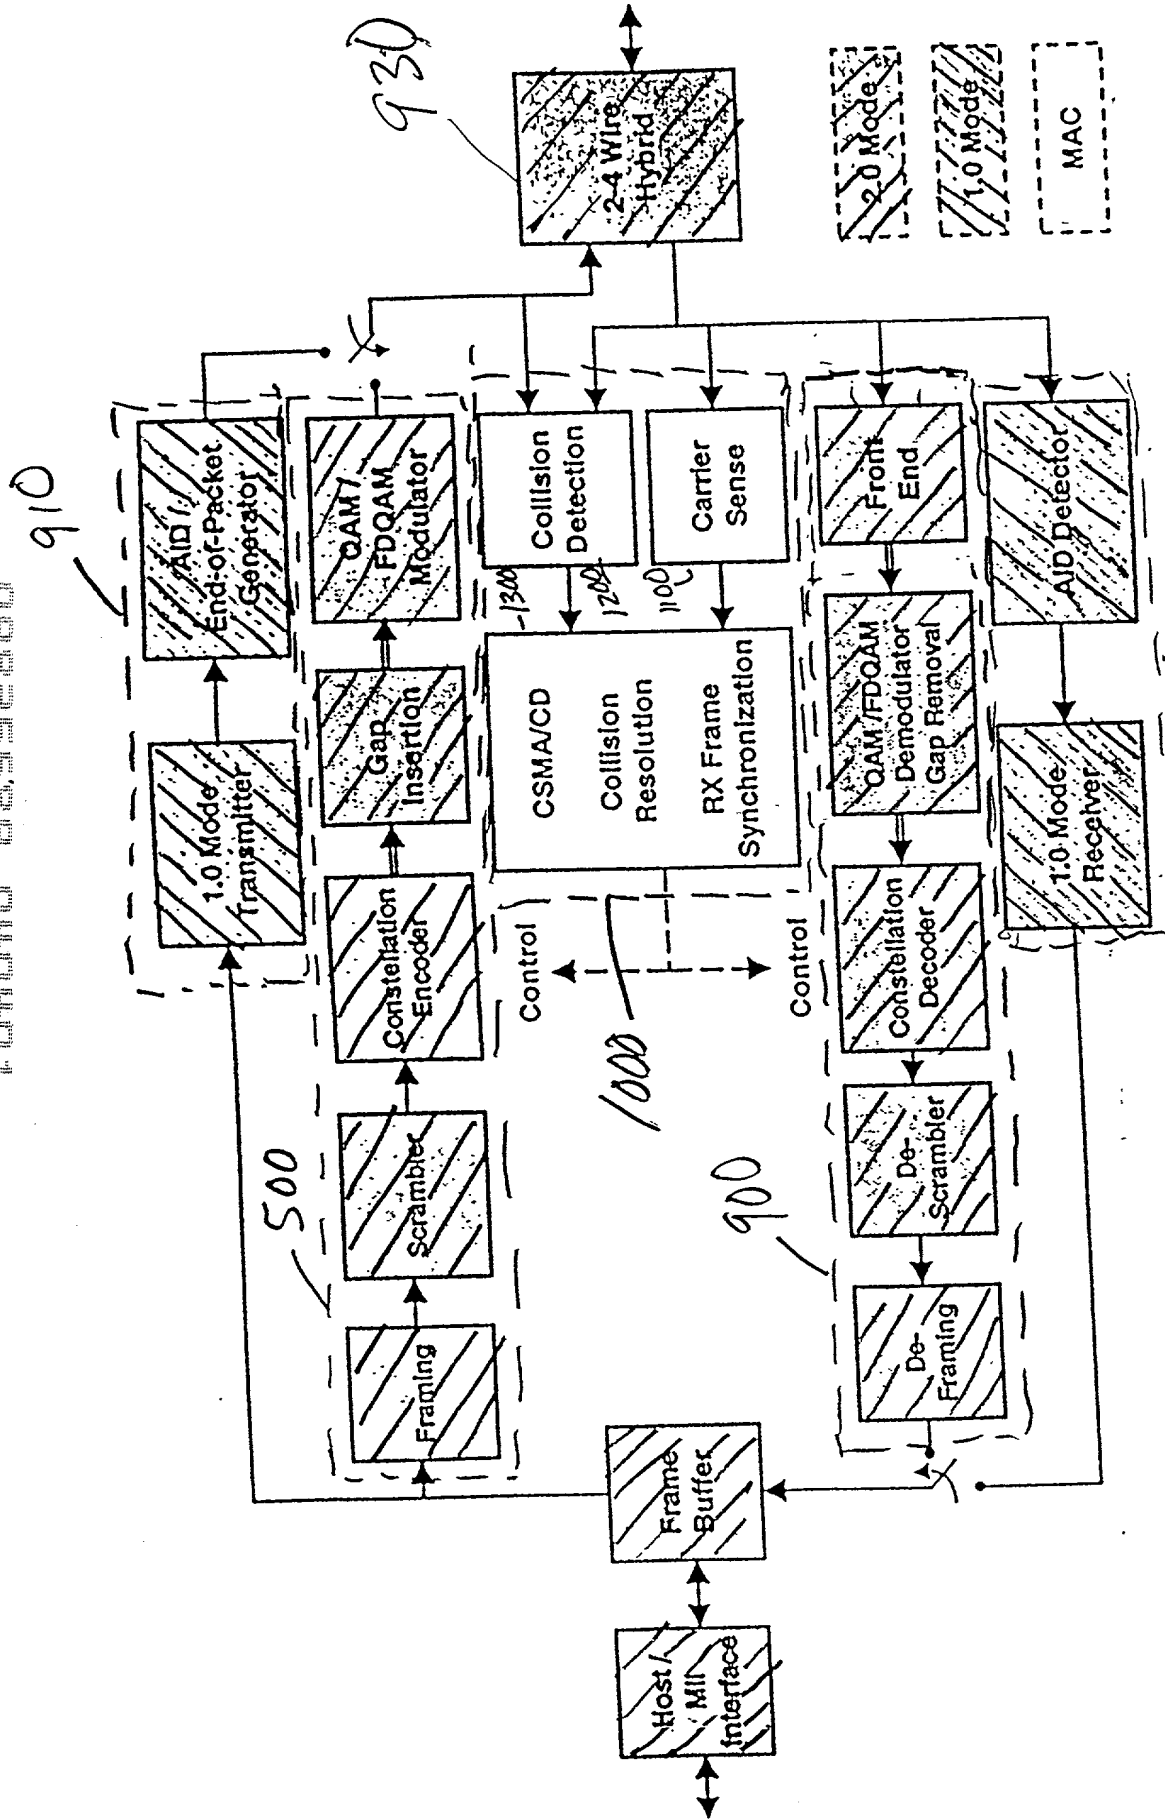 910
AID /
End-of-Packet
Generator
1.0 Mode
Transmitter
930
2-4 Wire
Hybrid
500
QAM /
FDQAM
Modulator
Gap
Insertion
Constellation
Encoder
Scrambler
Framing
Collision
Detection
Carrier
Sense
1300
1200
1100
CSMA/CD
Collision
Resolution
RX Frame
Synchronization
Control
Control
1000
Host /
MII
Interface
Frame
Buffer
900
Front
End
QAM / FDQAM
Demodulator
Gap Removal
Constellation
Decoder
De-
Scrambler
De-
Framing
AID Detector
1.0 Mode
Receiver
2.0 Mode
1.0 Mode
MAC